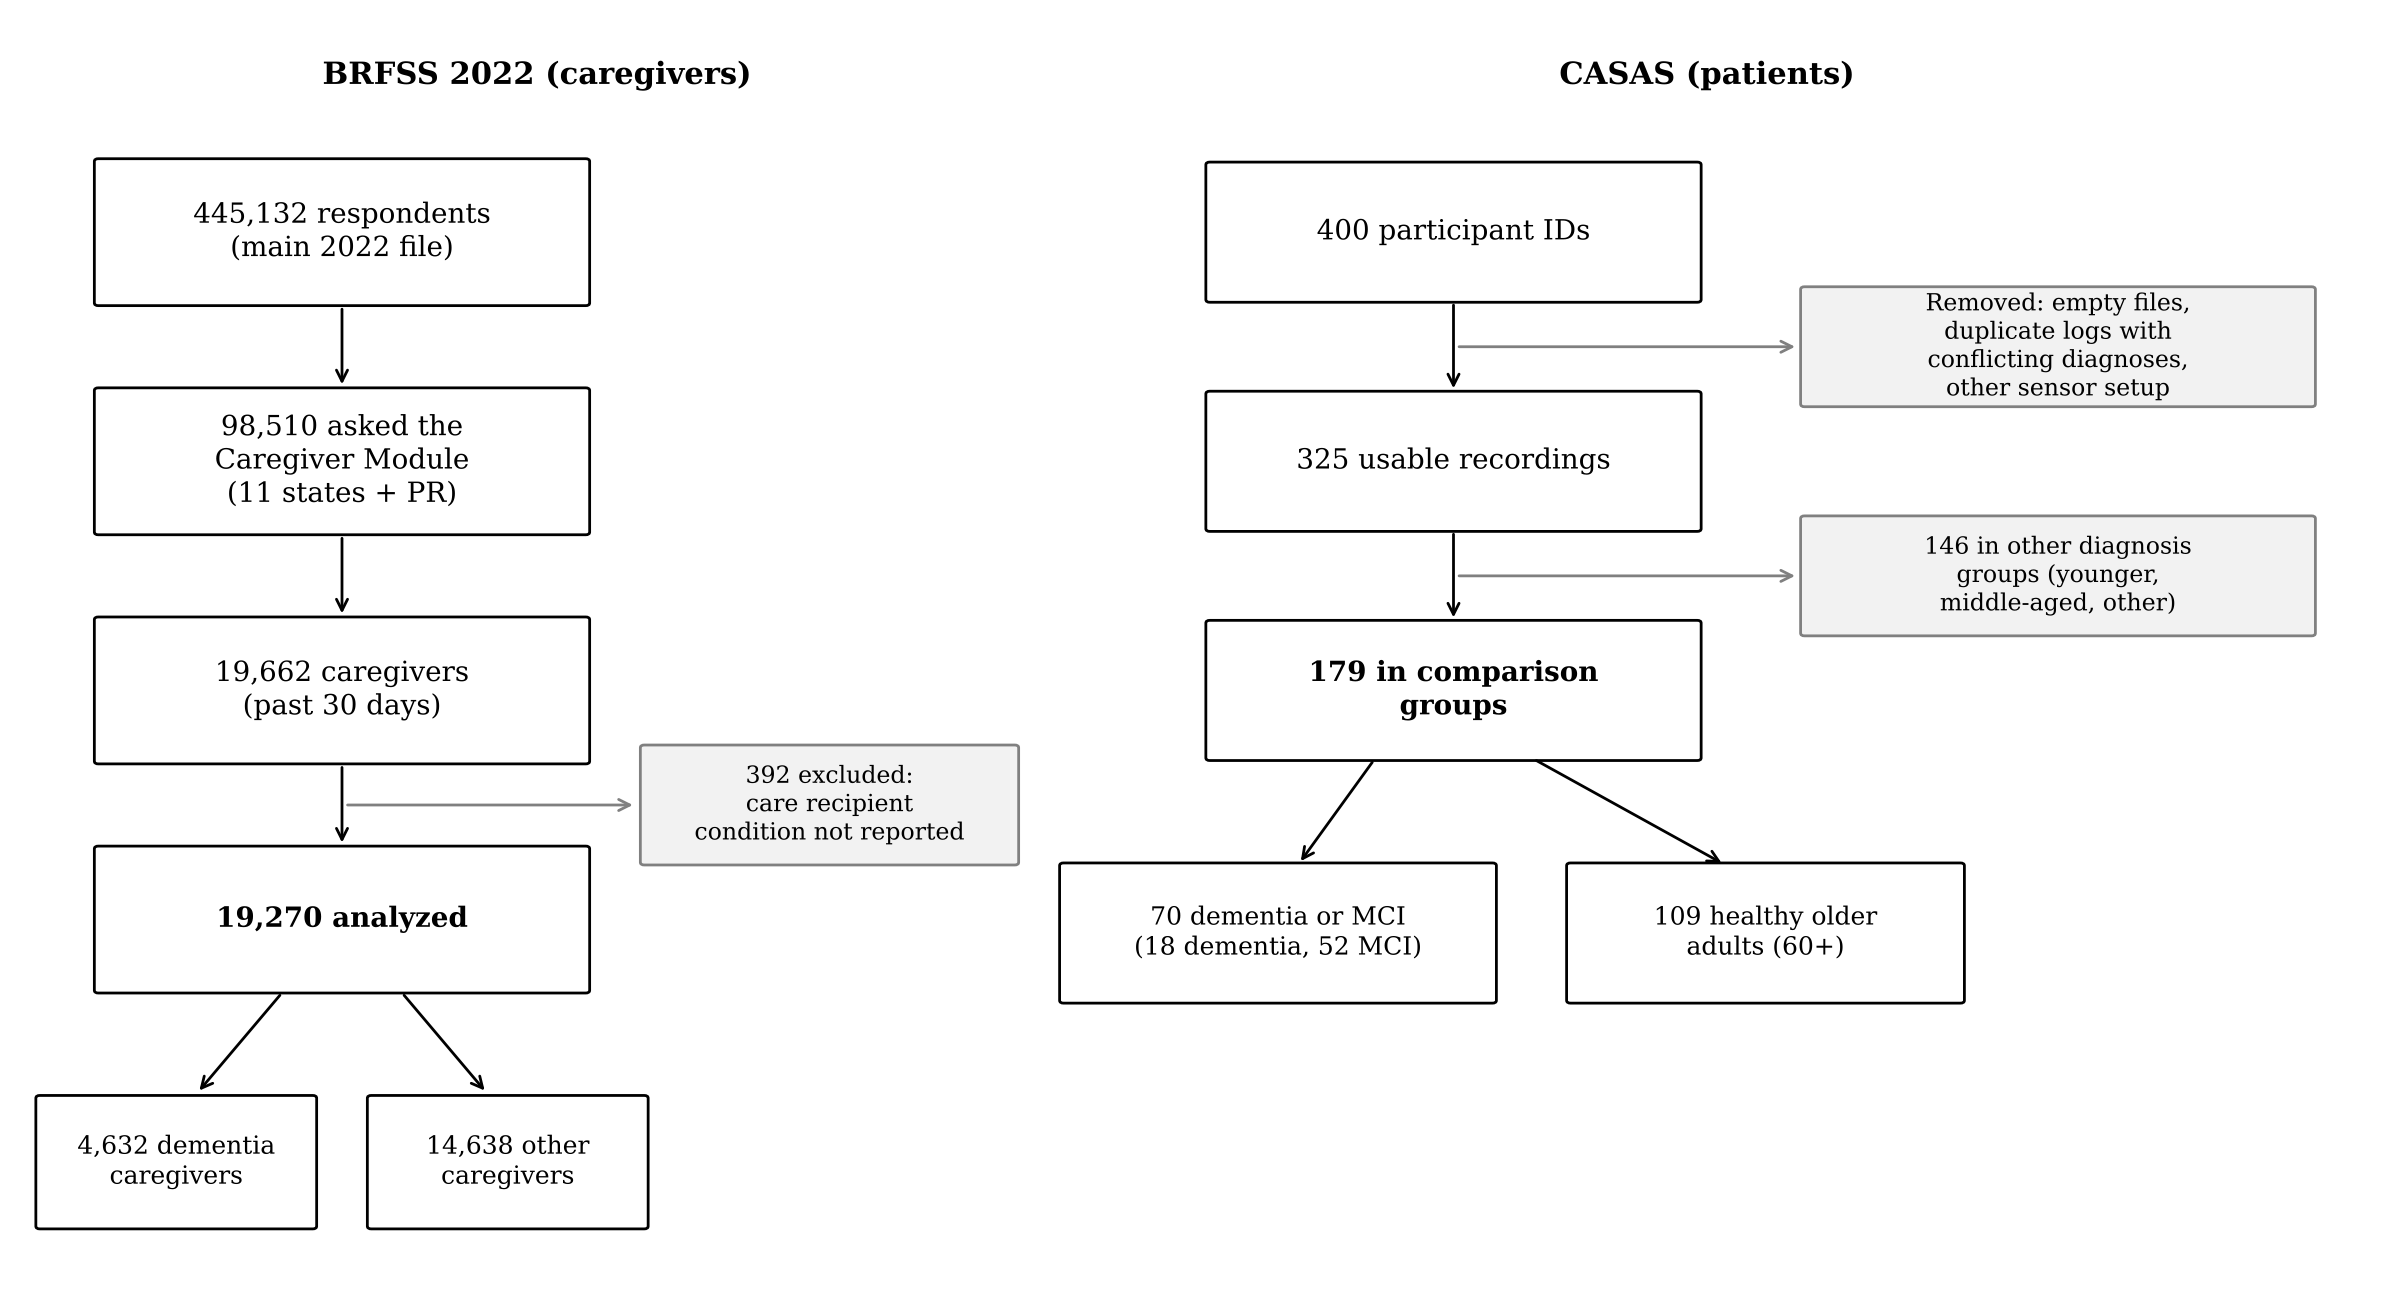 BRFSS 2022 (caregivers)
445,132 respondents
(main 2022 file)
98,510 asked the
Caregiver Module
(11 states + PR)
19,662 caregivers
(past 30 days)
392 excluded:
care recipient
condition not reported
19,270 analyzed
4,632 dementia
caregivers
14,638 other
caregivers
CASAS (patients)
400 participant IDs
Removed: empty files,
duplicate logs with
conflicting diagnoses,
other sensor setup
325 usable recordings
146 in other diagnosis
groups (younger,
middle-aged, other)
179 in comparison
groups
70 dementia or MCI
(18 dementia, 52 MCI)
109 healthy older
adults (60+)